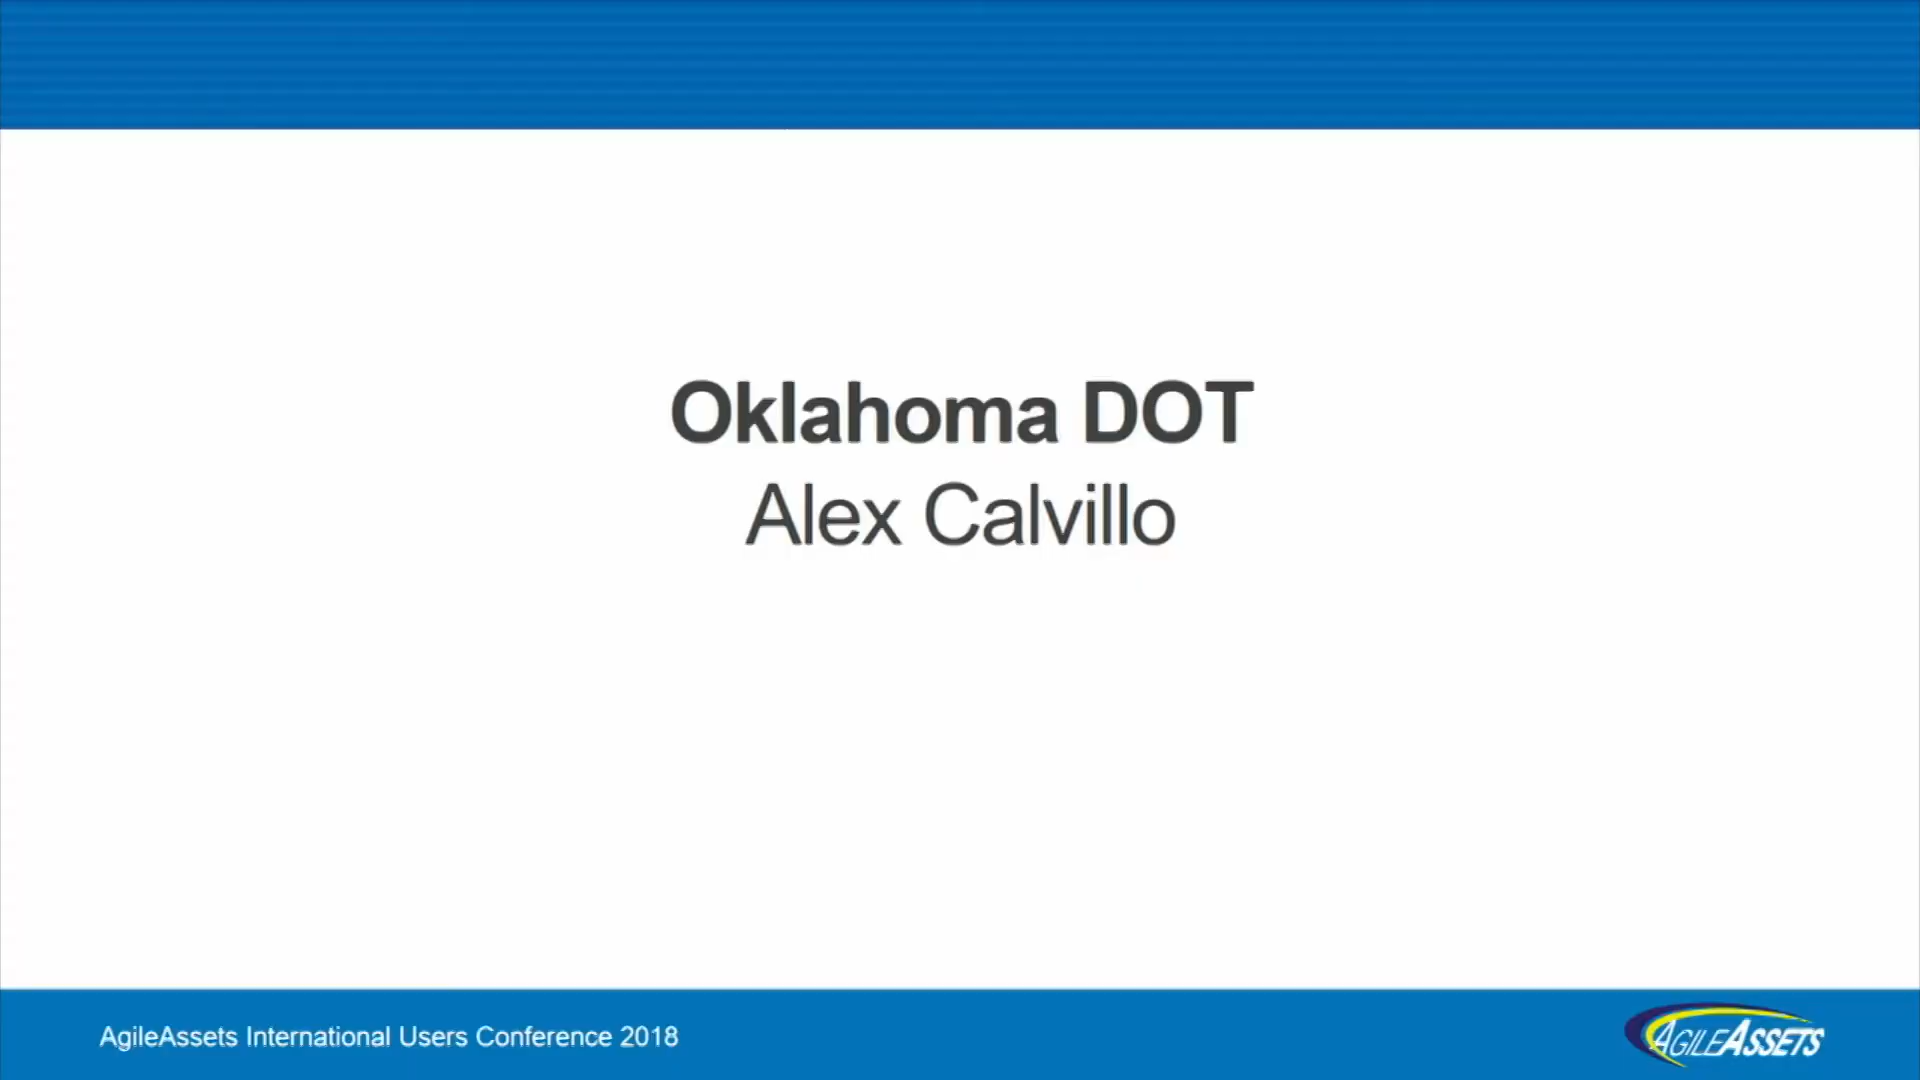 Oklahoma DOT
Alex Calvillo
AgileAssets International Users Conference 2018
AGILEASSETS